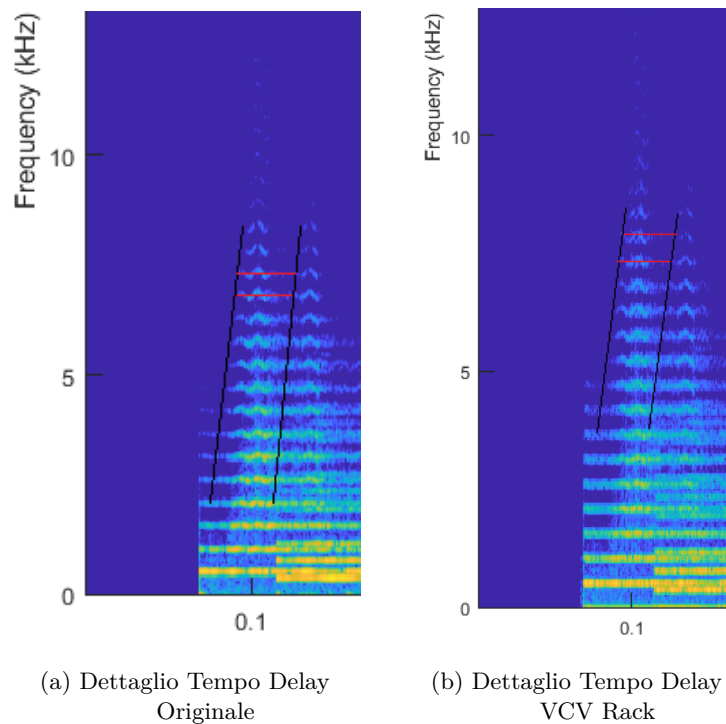 Frequency (kHz)
10
5
0
0.1
(a) Dettaglio Tempo Delay
Originale
Frequency (kHz)
10
5
0
0.1
(b) Dettaglio Tempo Delay
VCV Rack